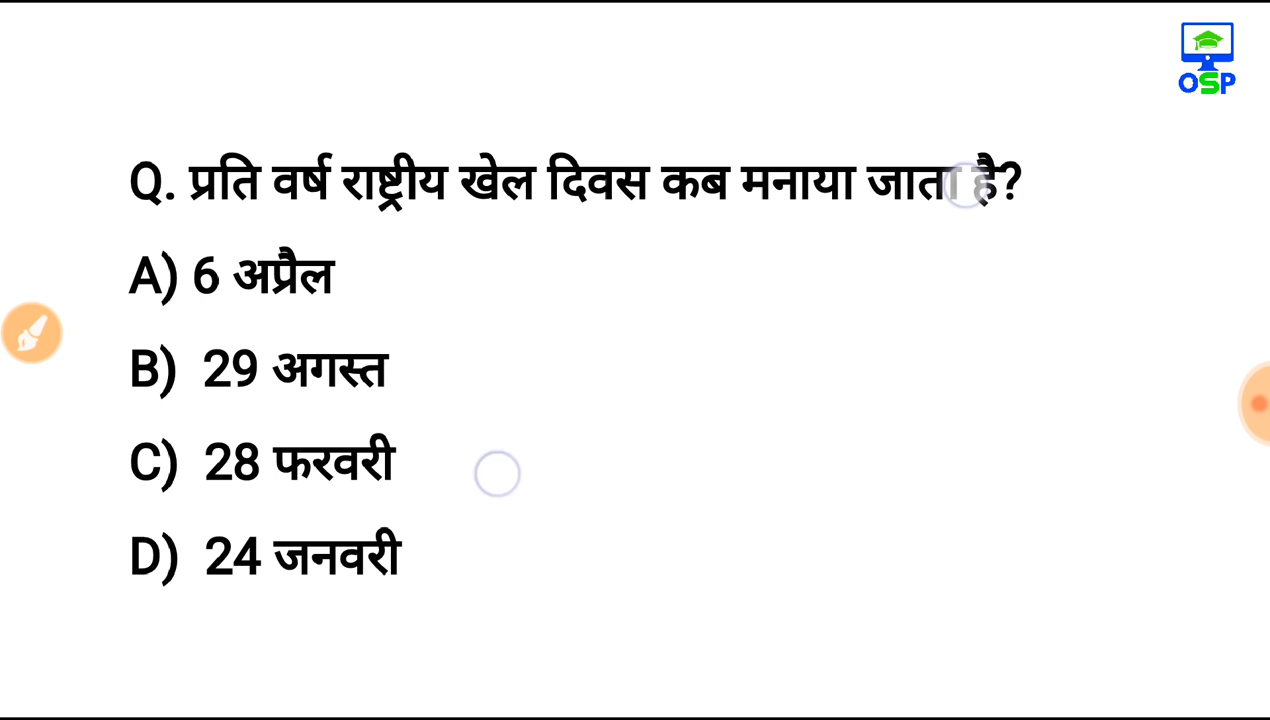 OSP
Q. प्रति वर्ष राष्ट्रीय खेल दिवस कब मनाया जाता है?
A) 6 अप्रैल
B) 29 अगस्त
C) 28 फरवरी
D) 24 जनवरी